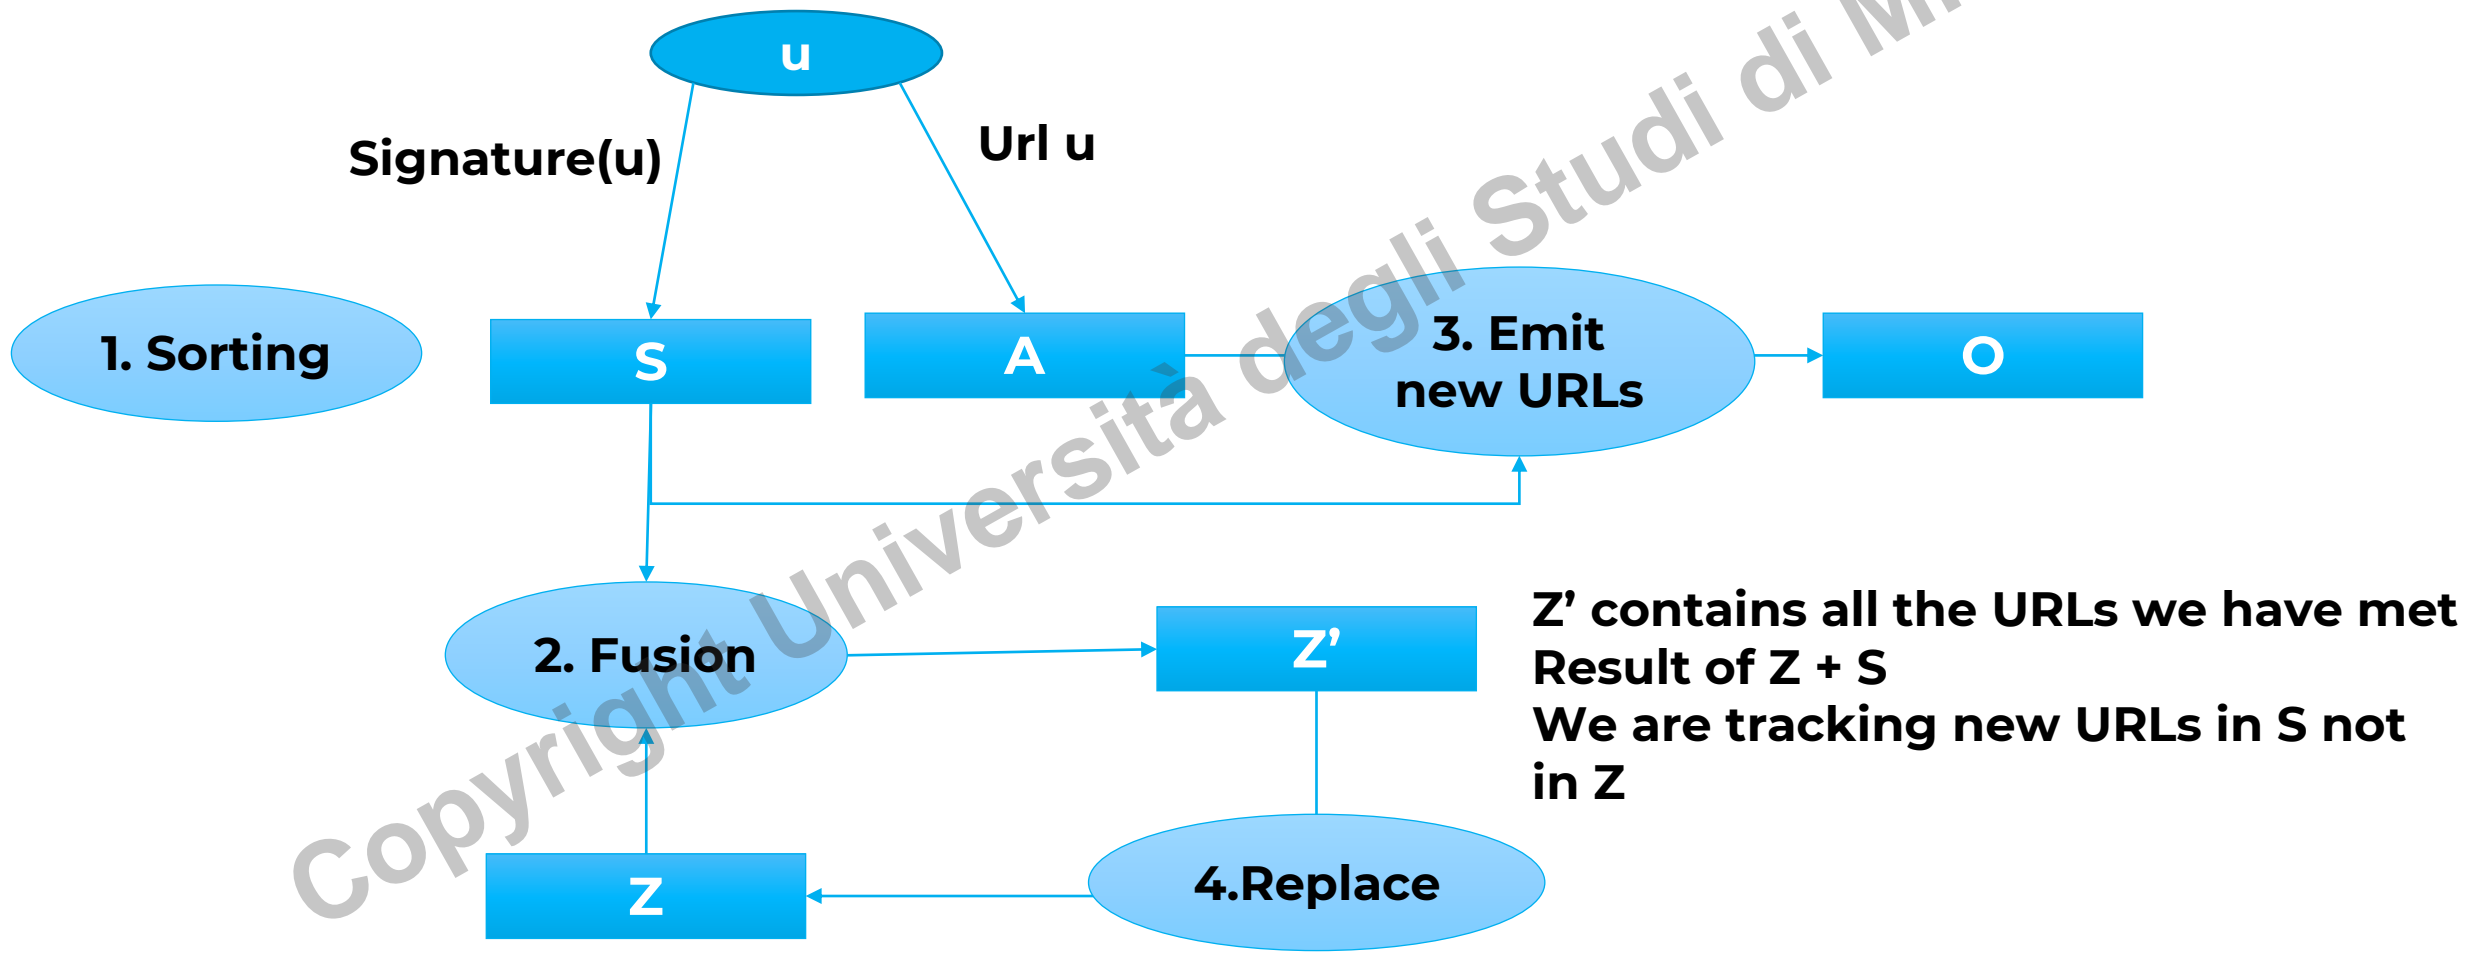 u
Signature(u)
Url u
1. Sorting
S
A
3. Emit
new URLs
O
2. Fusion
Z’
Z’ contains all the URLs we have met
Result of Z + S
We are tracking new URLs in S not
in Z
Z
4.Replace
Copyright Università degli Studi di